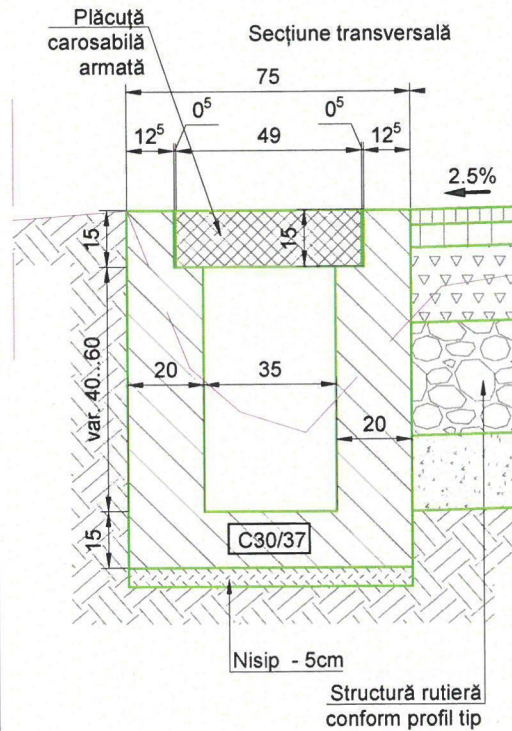 Plăcuță
carosabilă
armată
Secțiune transversală
75
0⁵
0⁵
12⁵
49
12⁵
2.5%
15
15
var. 40...60
20
35
20
15
C30/37
Nisip - 5cm
Structură rutieră
conform profil tip